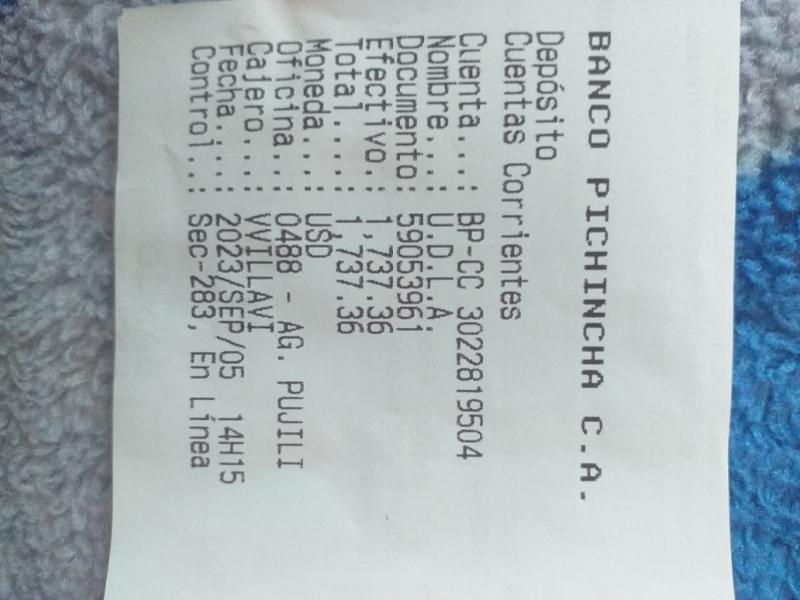 BANCO PICHINCHA C.A.
Depósito
Cuentas Corrientes
Cuenta...: BP-CC 3022819504
Nombre...: U.D.L.A.
Documento: 59053961
Efectivo.: 1,737.36
Total....: 1,737.36
Moneda...: USD
Oficina..: 0488 - AG. PUJILI
Cajero...: VVILLAVI
Fecha....: 2023/SEP/05 14H15
Control..: Sec-283, En Línea